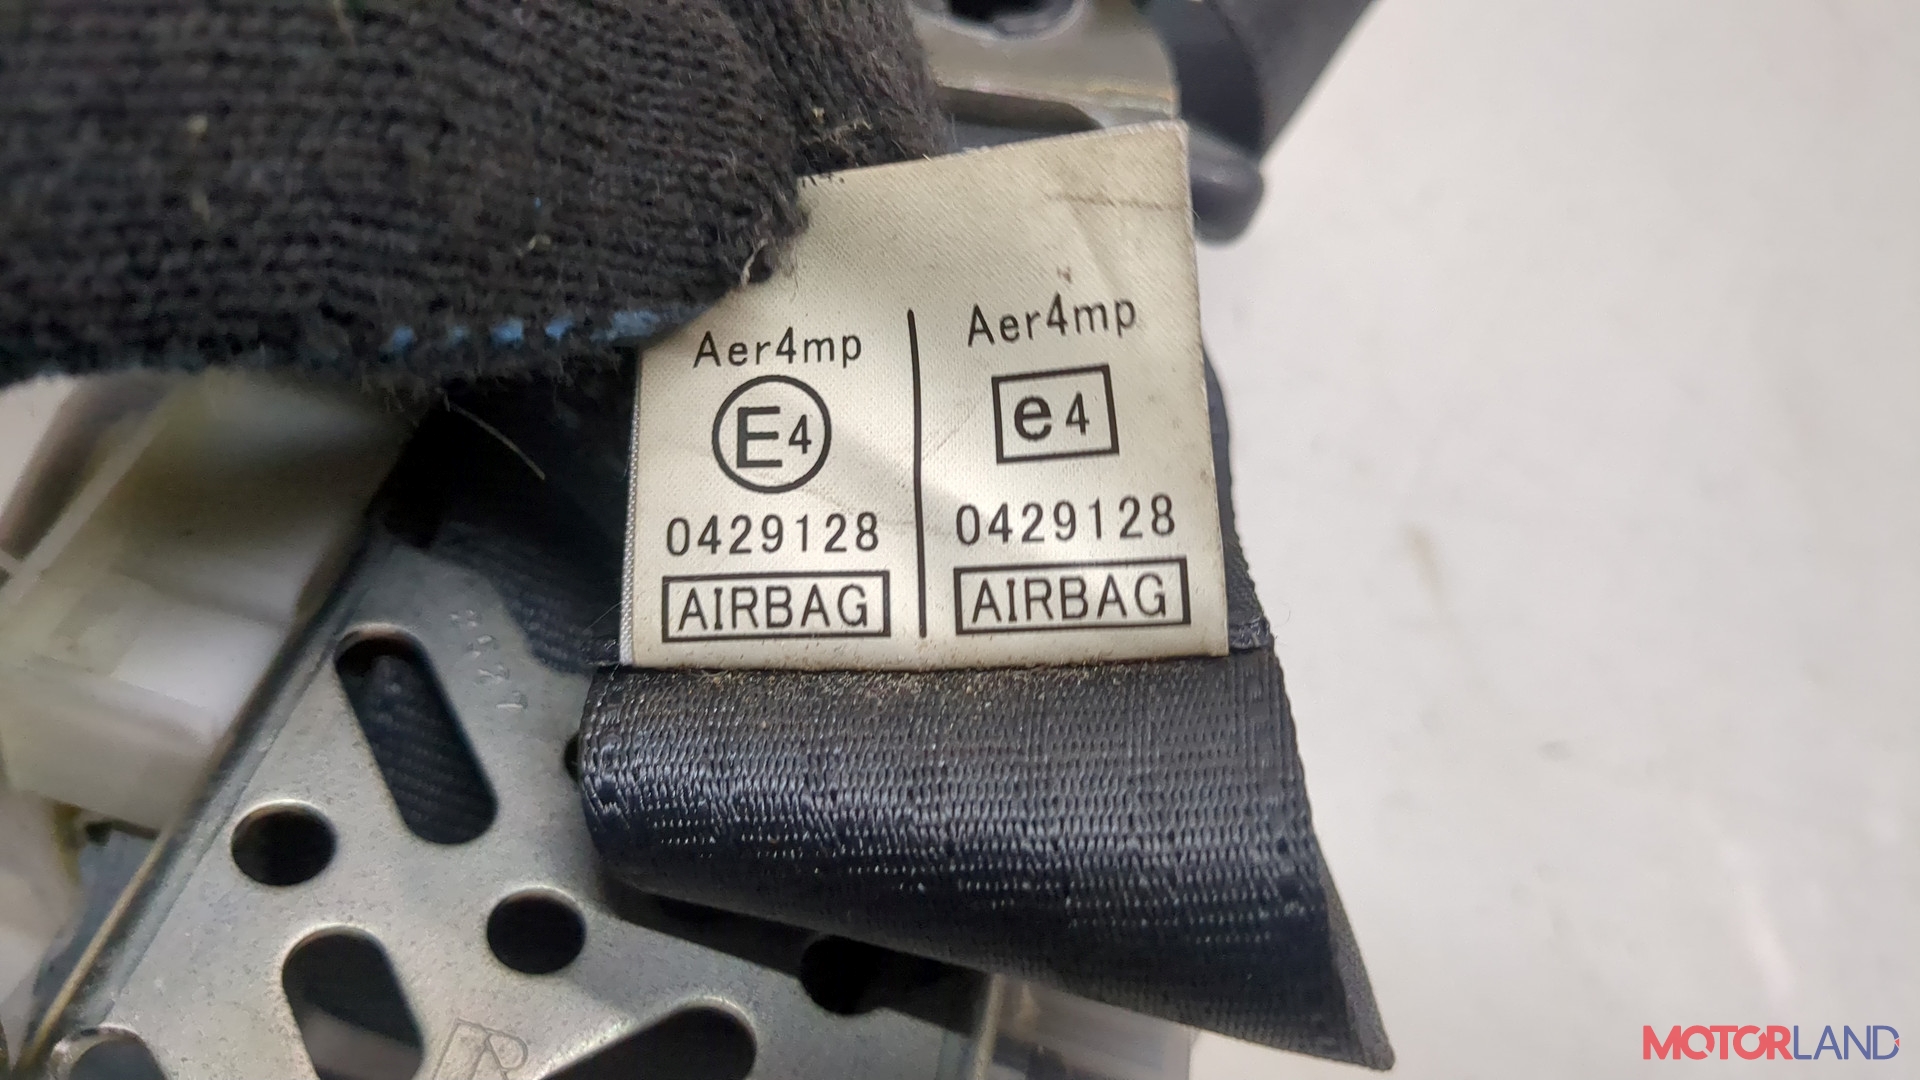 Aer4mp
E4
0429128
AIRBAG
Aer4mp
e4
0429128
AIRBAG
MOTORLAND